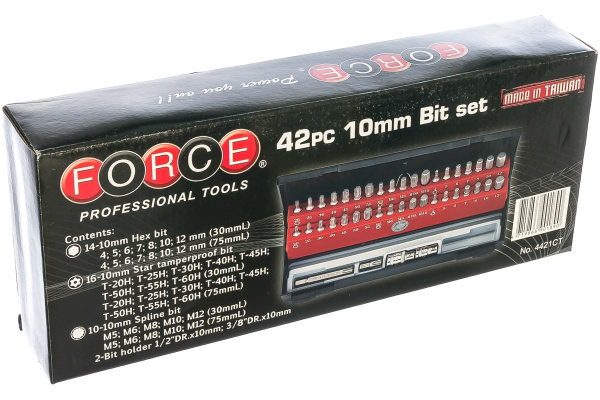 FORCE
Power you on!!
FORCE®
PROFESSIONAL TOOLS
42PC 10mm Bit set
MADE IN TAIWAN
Contents:
14-10mm Hex bit
4; 5; 6; 7; 8; 10; 12 mm (30mmL)
4; 5; 6; 7; 8; 10; 12 mm (75mmL)
16-10mm Star tamperproof bit
T-20H; T-25H; T-30H; T-40H; T-45H;
T-50H; T-55H; T-60H (30mmL)
T-20H; T-25H; T-30H; T-40H; T-45H;
T-50H; T-55H; T-60H (75mmL)
10-10mm Spline bit
M5; M6; M8; M10; M12 (30mmL)
M5; M6; M8; M10; M12 (75mmL)
2-Bit holder 1/2"DR.x10mm; 3/8"DR.x10mm
No. 4421CT